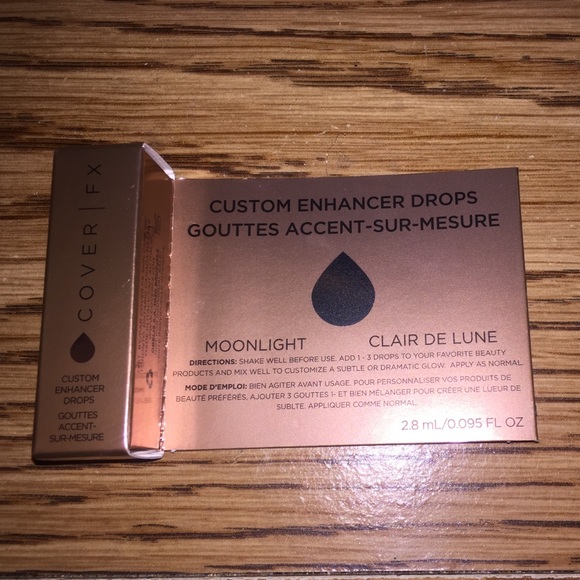 COVER | FX
CUSTOM
ENHANCER
DROPS
GOUTTES
ACCENT-
SUR-MESURE
CUSTOM ENHANCER DROPS
GOUTTES ACCENT-SUR-MESURE
MOONLIGHT CLAIR DE LUNE
DIRECTIONS: SHAKE WELL BEFORE USE. ADD 1 - 3 DROPS TO YOUR FAVORITE BEAUTY
PRODUCTS AND MIX WELL TO CUSTOMIZE A SUBTLE OR DRAMATIC GLOW. APPLY AS NORMAL.
MODE D'EMPLOI: BIEN AGITER AVANT USAGE. POUR PERSONNALISER VOS PRODUITS DE
BEAUTÉ PRÉFÉRÉS, AJOUTER 3 GOUTTES 1- ET BIEN MÉLANGER POUR CRÉER UNE LUEUR DE
SUBLTE. APPLIQUER COMME NORMAL.
2.8 mL/0.095 FL OZ